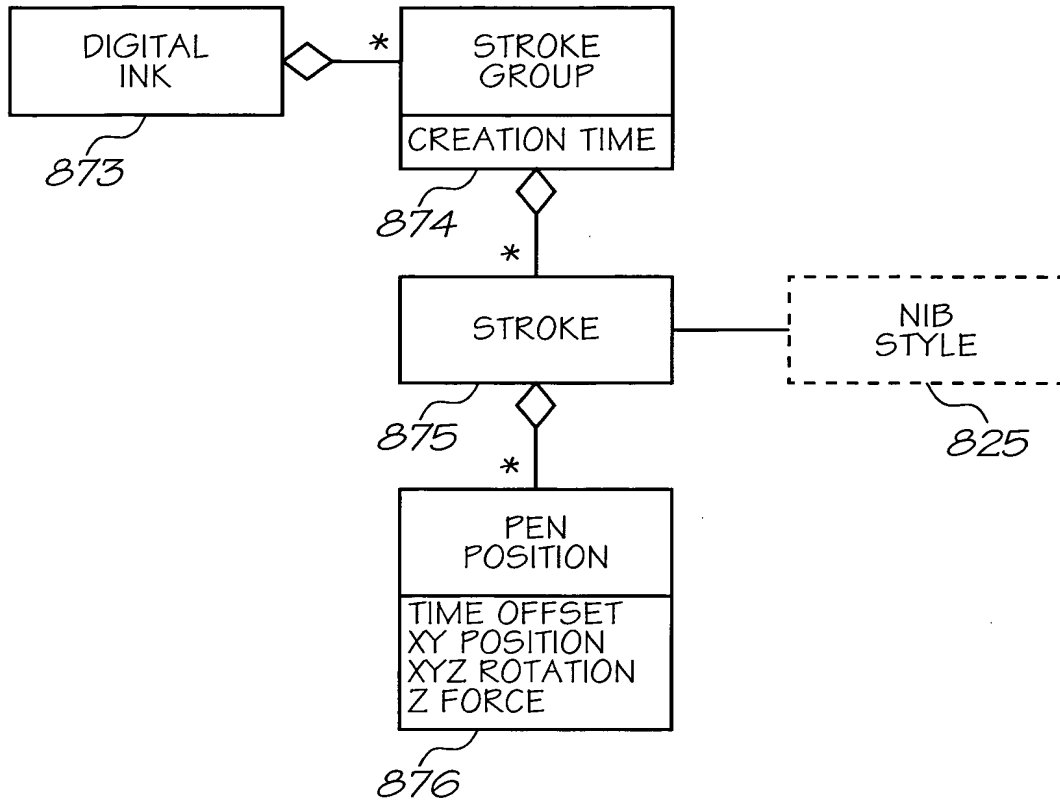 DIGITAL
INK
873
*
STROKE
GROUP
CREATION TIME
874
*
STROKE
875
NIB
STYLE
825
*
PEN
POSITION
TIME OFFSET
XY POSITION
XYZ ROTATION
Z FORCE
876